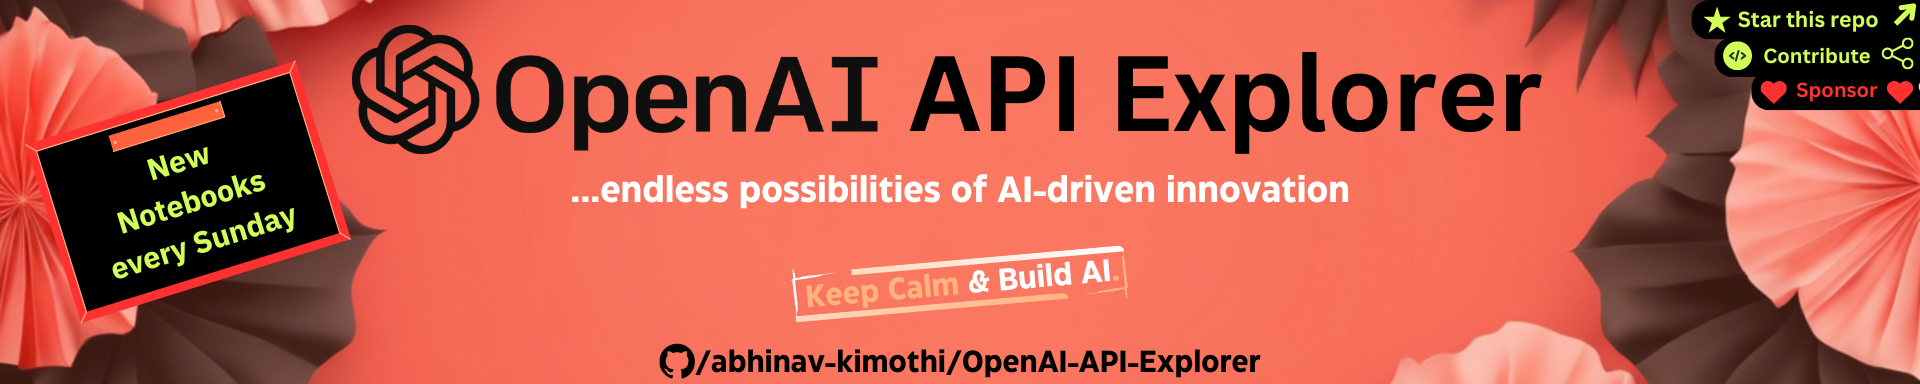 OpenAI API Explorer
...endless possibilities of AI-driven innovation
New
Notebooks
every Sunday
Keep Calm & Build AI.
/abhinav-kimothi/OpenAI-API-Explorer
Star this repo
Contribute
Sponsor